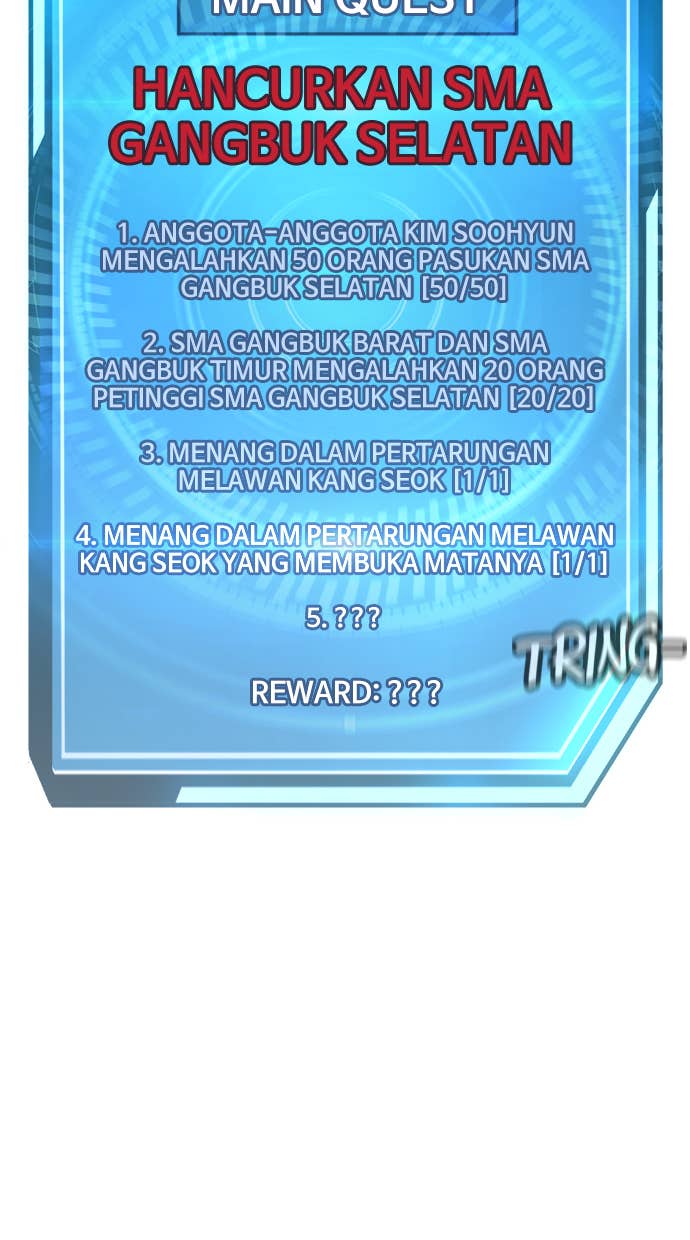 MAIN QUEST
HANCURKAN SMA
GANGBUK SELATAN
1. ANGGOTA-ANGGOTA KIM SOOHYUN
MENGALAHKAN 50 ORANG PASUKAN SMA
GANGBUK SELATAN [50/50]
2. SMA GANGBUK BARAT DAN SMA
GANGBUK TIMUR MENGALAHKAN 20 ORANG
PETINGGI SMA GANGBUK SELATAN [20/20]
3. MENANG DALAM PERTARUNGAN
MELAWAN KANG SEOK [1/1]
4. MENANG DALAM PERTARUNGAN MELAWAN
KANG SEOK YANG MEMBUKA MATANYA [1/1]
5. ???
TRING-
REWARD: ???